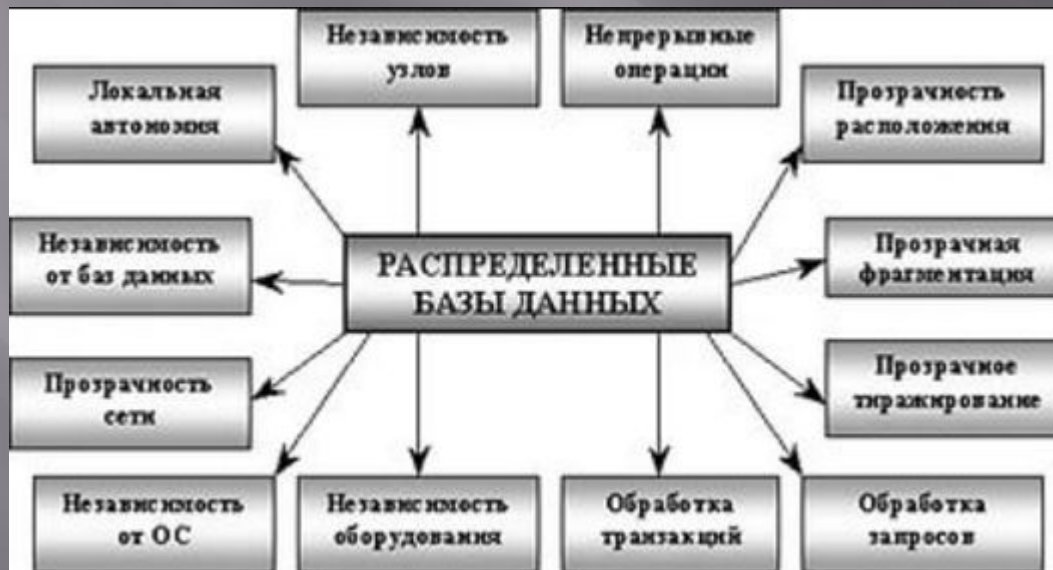 Независимость
узлов
Непрерывные
операции
Локальная
автономия
Прозрачность
расположения
Независимость
от баз данных
РАСПРЕДЕЛЕННЫЕ
БАЗЫ ДАННЫХ
Прозрачная
фрагментация
Прозрачность
сети
Прозрачное
тиражирование
Независимость
от ОС
Независимость
оборудования
Обработка
транзакций
Обработка
запросов